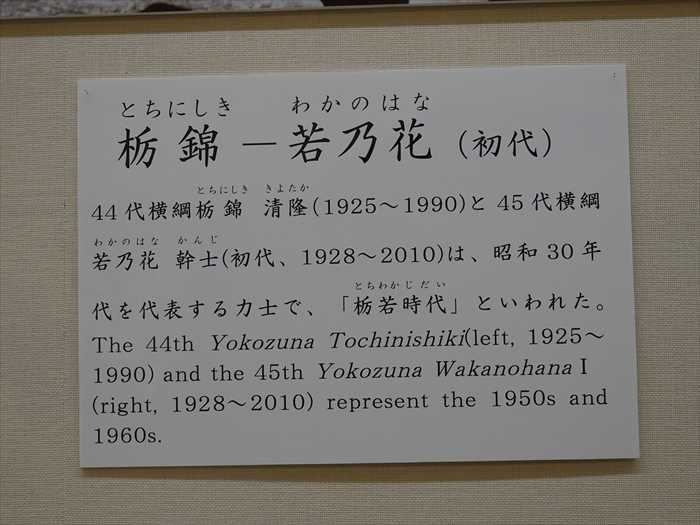 とちにしき わかのはな
栃錦－若乃花（初代）
とちにしき きよたか
44代横綱栃錦 清隆(1925～1990)と45代横綱
わかのはな かんじ
若乃花 幹士(初代、1928～2010)は、昭和30年
とちわかじだい
代を代表する力士で、「栃若時代」といわれた。
The 44th Yokozuna Tochinishiki(left, 1925～
1990) and the 45th Yokozuna WakanohanaⅠ
(right, 1928～2010) represent the 1950s and
1960s.